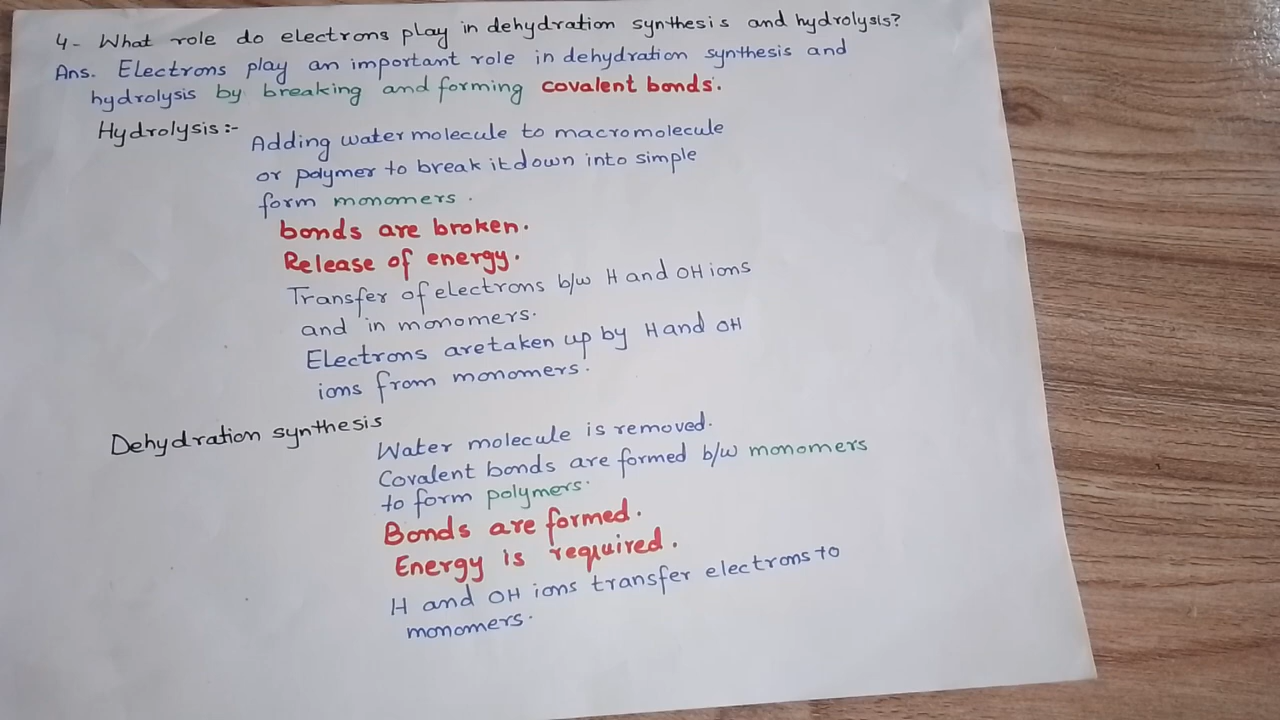 4- What role do electrons play in dehydration synthesis and hydrolysis?
Ans. Electrons play an important role in dehydration synthesis and
hydrolysis by breaking and forming covalent bonds.
Hydrolysis:-
Adding water molecule to macromolecule
or polymer to break it down into simple
form monomers.
bonds are broken.
Release of energy.
Transfer of electrons b/w H and OH ions
and in monomers.
Electrons are taken up by H and OH
ions from monomers.
Dehydration synthesis
Water molecule is removed.
Covalent bonds are formed b/w monomers
to form polymers.
Bonds are formed.
Energy is required.
H and OH ions transfer electrons to
monomers.